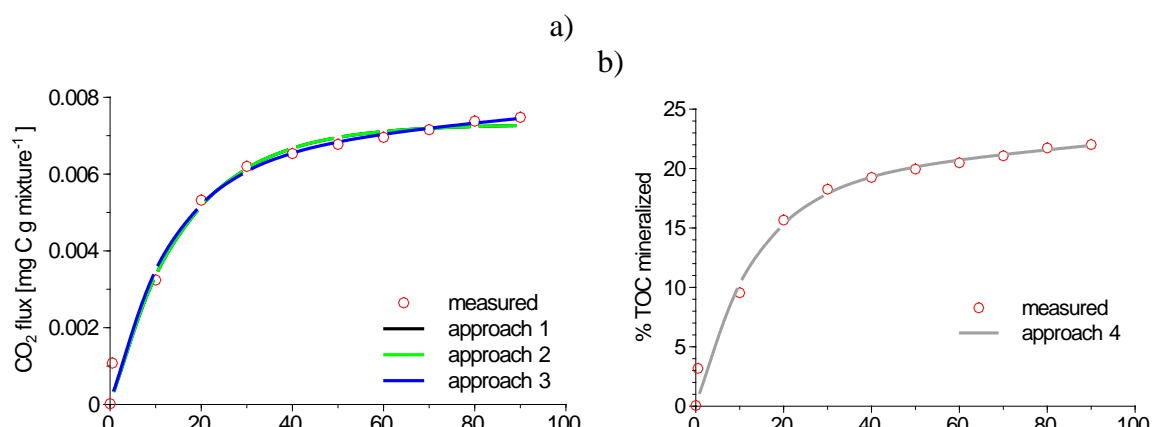 a)
b)
CO₂ flux [mg C g mixture⁻¹ ]
0.008
0.006
0.004
0.002
0
0
20
40
60
80
100
measured
approach 1
approach 2
approach 3
% TOC mineralized
25
20
15
10
5
0
0
20
40
60
80
100
measured
approach 4